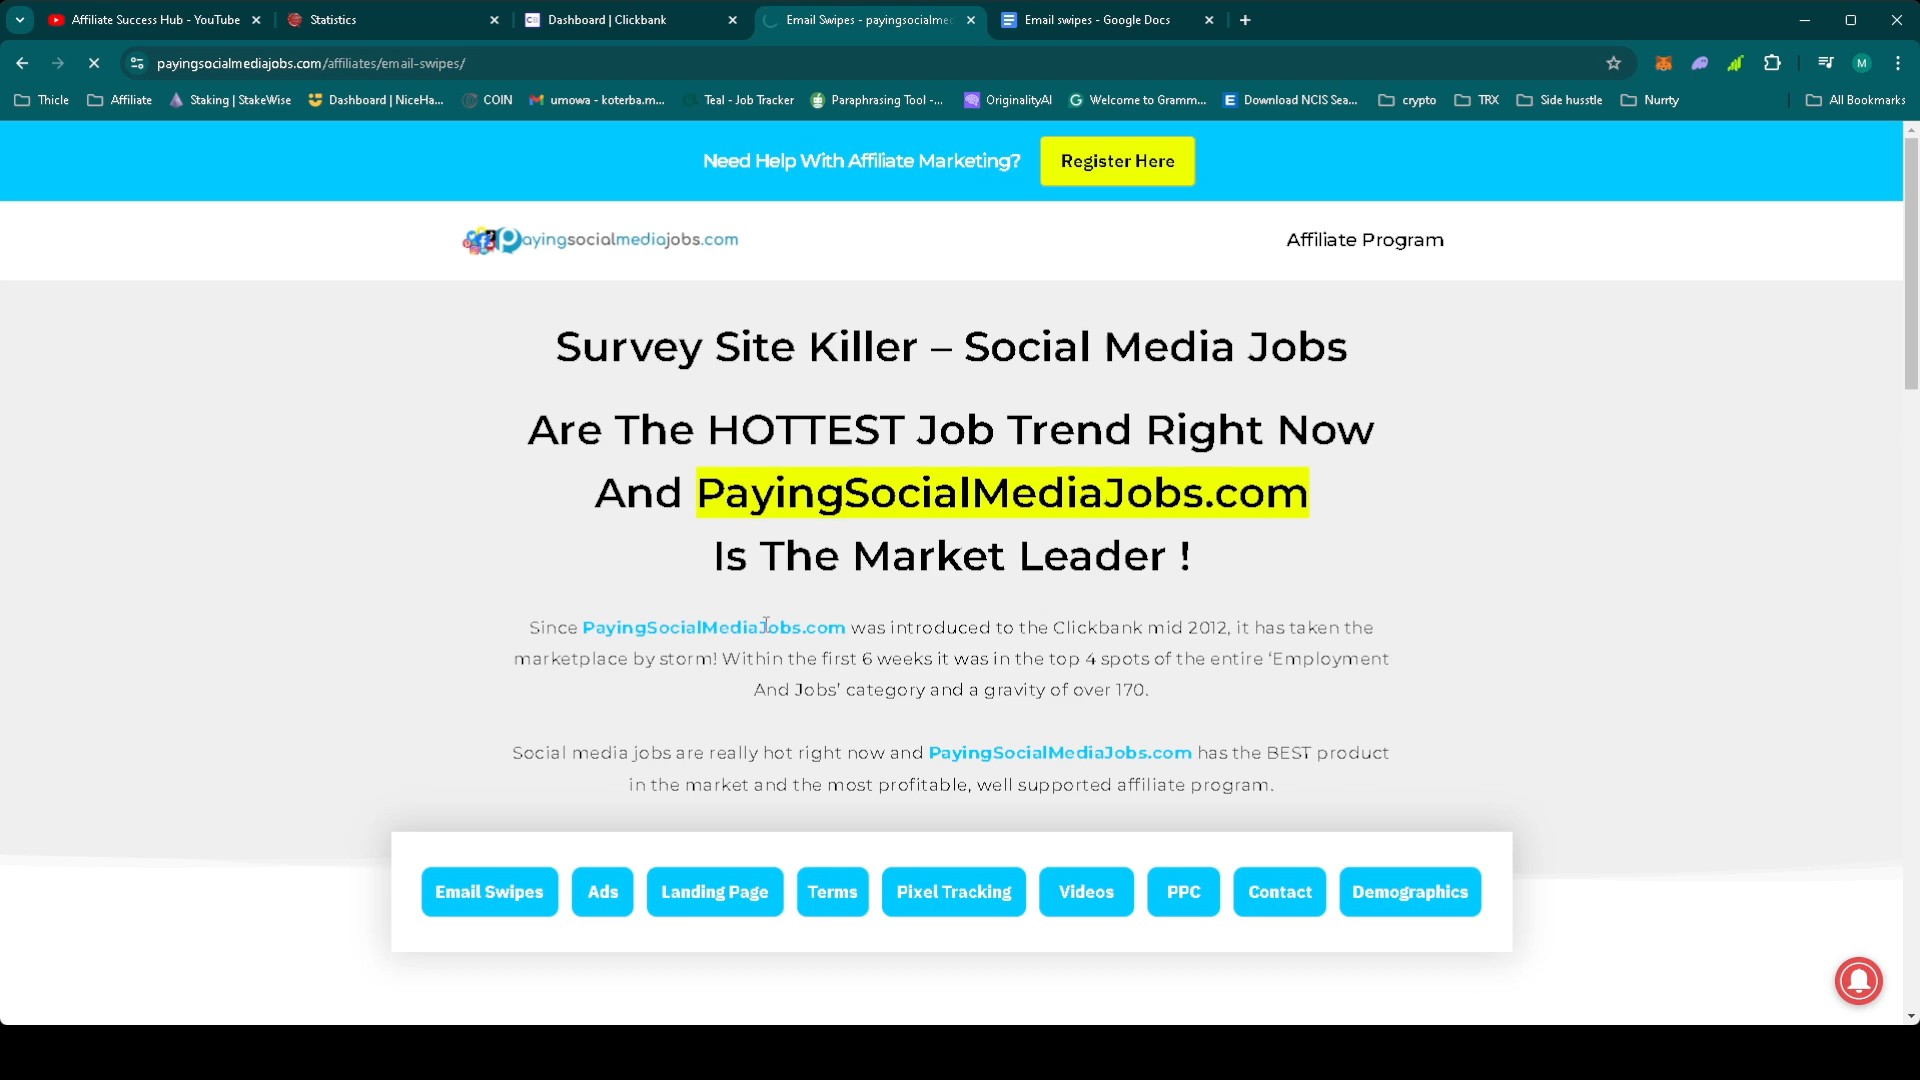 Affiliate Success Hub - YouTube
Statistics
Dashboard | Clickbank
Email Swipes - payingsocialme
Email swipes - Google Docs
payingsocialmediajobs.com/affiliates/email-swipes/
M
Thicle
Affiliate
Staking | StakeWise
Dashboard | NiceHa...
COIN
umowa - koterba.m...
Teal - Job Tracker
Paraphrasing Tool -...
OriginalityAI
Welcome to Gramm...
Download NCIS Sea...
crypto
TRX
Side husstle
Nurrty
All Bookmarks
Need Help With Affiliate Marketing?
Register Here
payingsocialmediajobs.com
Affiliate Program
Survey Site Killer – Social Media Jobs
Are The HOTTEST Job Trend Right Now
And PayingSocialMediaJobs.com
Is The Market Leader !
Since PayingSocialMediaJobs.com was introduced to the Clickbank mid 2012, it has taken the
marketplace by storm! Within the first 6 weeks it was in the top 4 spots of the entire ‘Employment
And Jobs’ category and a gravity of over 170.
Social media jobs are really hot right now and PayingSocialMediaJobs.com has the BEST product
in the market and the most profitable, well supported affiliate program.
Email Swipes
Ads
Landing Page
Terms
Pixel Tracking
Videos
PPC
Contact
Demographics